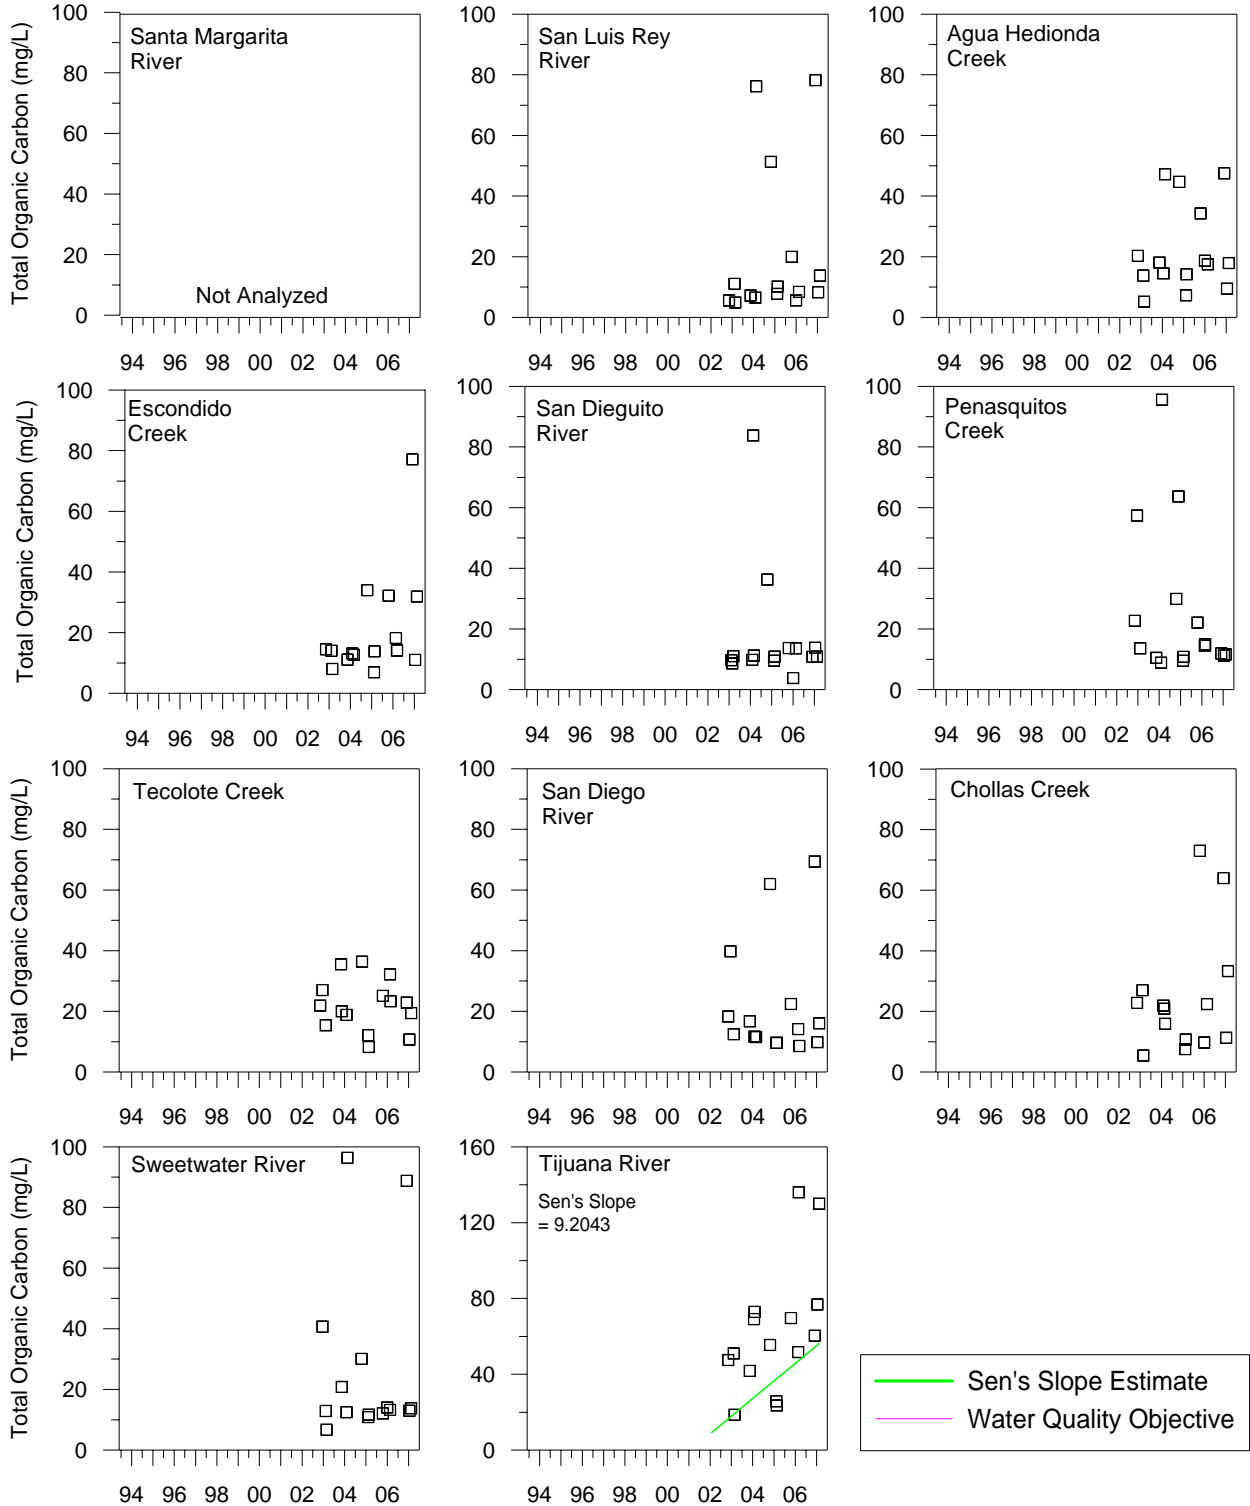 Total Organic Carbon (mg/L)
100
80
60
40
20
0
Santa Margarita
River
Not Analyzed
94 96 98 00 02 04 06
100
80
60
40
20
0
San Luis Rey
River
94 96 98 00 02 04 06
100
80
60
40
20
0
Agua Hedionda
Creek
94 96 98 00 02 04 06
Total Organic Carbon (mg/L)
100
80
60
40
20
0
Escondido
Creek
94 96 98 00 02 04 06
100
80
60
40
20
0
San Dieguito
River
94 96 98 00 02 04 06
100
80
60
40
20
0
Penasquitos
Creek
94 96 98 00 02 04 06
Total Organic Carbon (mg/L)
100
80
60
40
20
0
Tecolote Creek
94 96 98 00 02 04 06
100
80
60
40
20
0
San Diego
River
94 96 98 00 02 04 06
100
80
60
40
20
0
Chollas Creek
94 96 98 00 02 04 06
Total Organic Carbon (mg/L)
100
80
60
40
20
0
Sweetwater River
94 96 98 00 02 04 06
160
120
80
40
0
Tijuana River
Sen's Slope
= 9.2043
94 96 98 00 02 04 06
Sen's Slope Estimate
Water Quality Objective